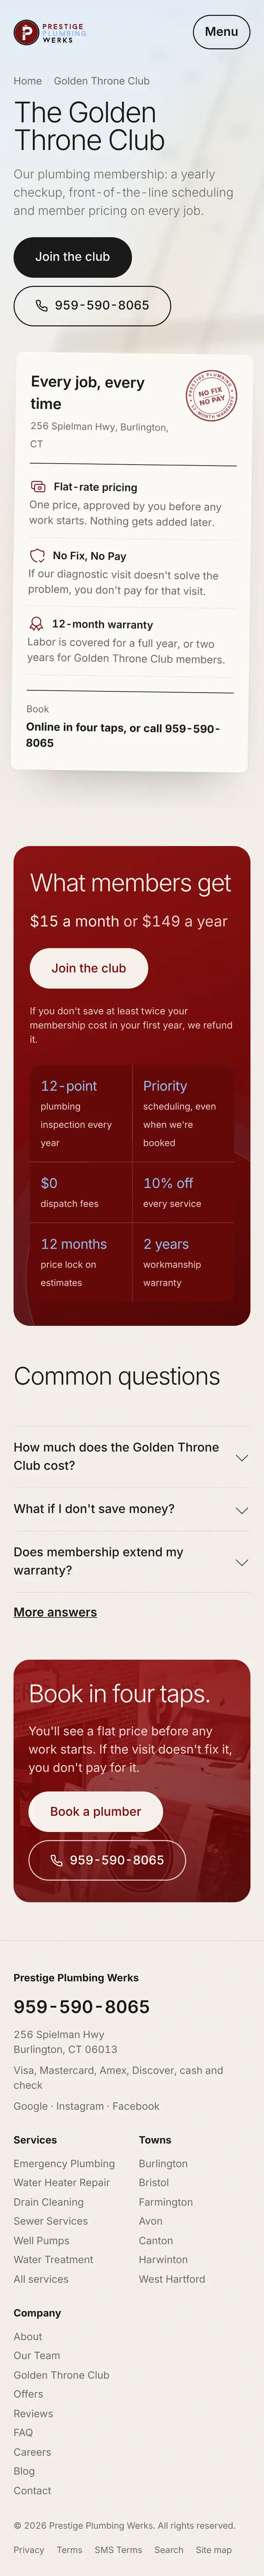 PRESTIGE
PLUMBING
WERKS
Menu
Home / Golden Throne Club
The Golden
Throne Club
Our plumbing membership: a yearly
checkup, front-of-the-line scheduling
and member pricing on every job.
Join the club
959-590-8065
Every job, every
time
256 Spielman Hwy, Burlington,
CT
PRESTIGE PLUMBING
NO FIX
NO PAY
12-MONTH WARRANTY
Flat-rate pricing
One price, approved by you before any
work starts. Nothing gets added later.
No Fix, No Pay
If our diagnostic visit doesn't solve the
problem, you don't pay for that visit.
12-month warranty
Labor is covered for a full year, or two
years for Golden Throne Club members.
Book
Online in four taps, or call 959-590-
8065
What members get
$15 a month or $149 a year
Join the club
If you don't save at least twice your
membership cost in your first year, we refund
it.
12-point
plumbing
inspection every
year
Priority
scheduling, even
when we're
booked
$0
dispatch fees
10% off
every service
12 months
price lock on
estimates
2 years
workmanship
warranty
Common questions
How much does the Golden Throne
Club cost?
What if I don't save money?
Does membership extend my
warranty?
More answers
Book in four taps.
You'll see a flat price before any
work starts. If the visit doesn't fix it,
you don't pay for it.
Book a plumber
959-590-8065
Prestige Plumbing Werks
959-590-8065
256 Spielman Hwy
Burlington, CT 06013
Visa, Mastercard, Amex, Discover, cash and
check
Google · Instagram · Facebook
Services
Emergency Plumbing
Water Heater Repair
Drain Cleaning
Sewer Services
Well Pumps
Water Treatment
All services
Towns
Burlington
Bristol
Farmington
Avon
Canton
Harwinton
West Hartford
Company
About
Our Team
Golden Throne Club
Offers
Reviews
FAQ
Careers
Blog
Contact
© 2026 Prestige Plumbing Werks. All rights reserved.
Privacy Terms SMS Terms Search Site map